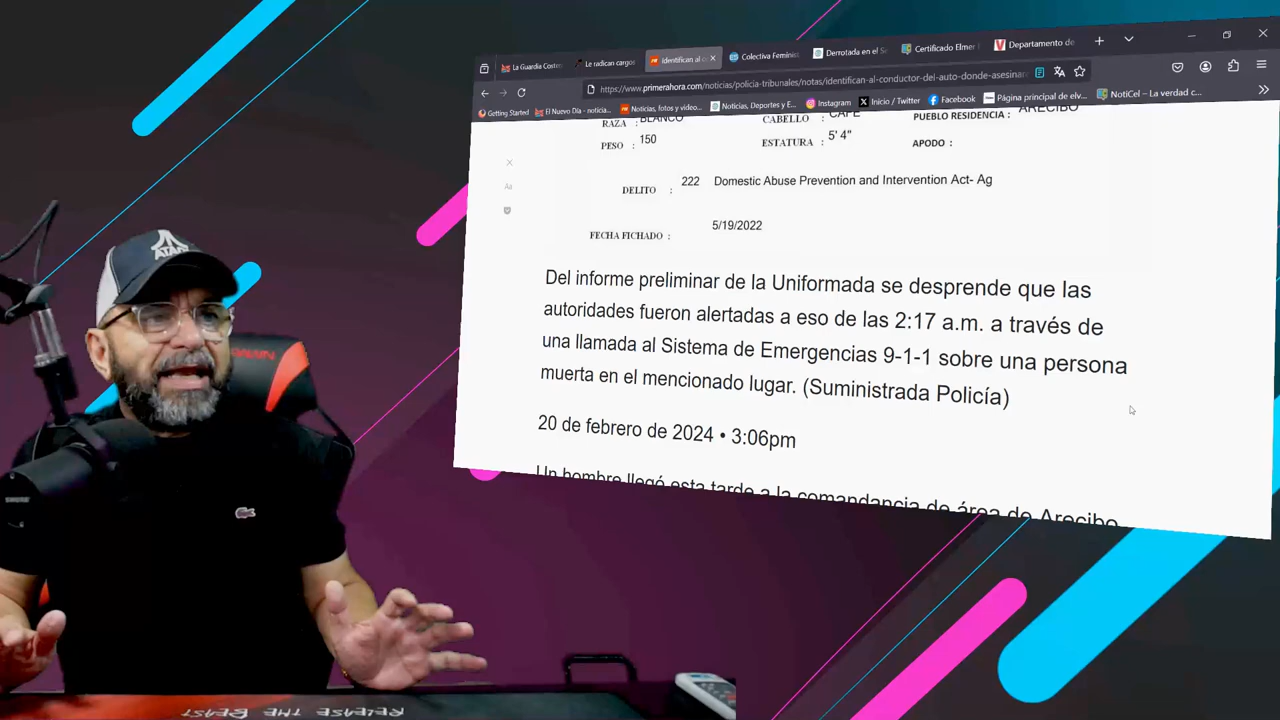 La Guardia Coste
Le radican cargos
Identifican al c
Colectiva Feminis
Derrotada en el Se
Certificado Elmer
Departamento de
https://www.primerahora.com/noticias/policia-tribunales/notas/identifican-al-conductor-del-auto-donde-asesinar
Getting Started
El Nuevo Día - noticia...
Noticias, fotos y video...
Noticias, Deportes y E...
Instagram
Inicio / Twitter
Facebook
Página principal de elv...
NotiCel – La verdad c...
RAZA : BLANCO
CABELLO : CAFE
PUEBLO RESIDENCIA : ARECIBO
PESO : 150
ESTATURA : 5' 4"
APODO :
DELITO : 222 Domestic Abuse Prevention and Intervention Act- Ag
FECHA FICHADO : 5/19/2022
Aa
Del informe preliminar de la Uniformada se desprende que las
autoridades fueron alertadas a eso de las 2:17 a.m. a través de
una llamada al Sistema de Emergencias 9-1-1 sobre una persona
muerta en el mencionado lugar. (Suministrada Policía)
20 de febrero de 2024 • 3:06pm
Un hombre llegó esta tarde a la comandancia de área de Arecibo
ATARI
SHURE
RELEASE THE BEAST